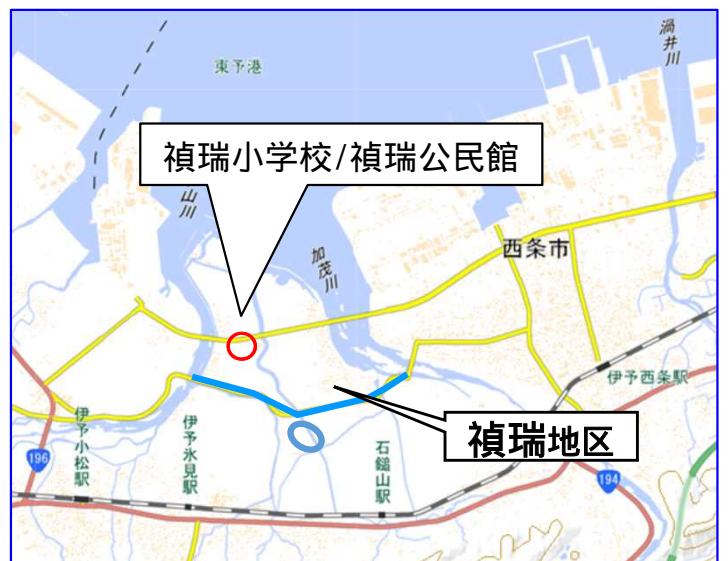 渦井川
東予港
禎瑞小学校/禎瑞公民館
山川
加茂川
西条市
伊予西条駅
禎瑞地区
伊予小松駅
伊予氷見駅
石鎚山駅
196
194